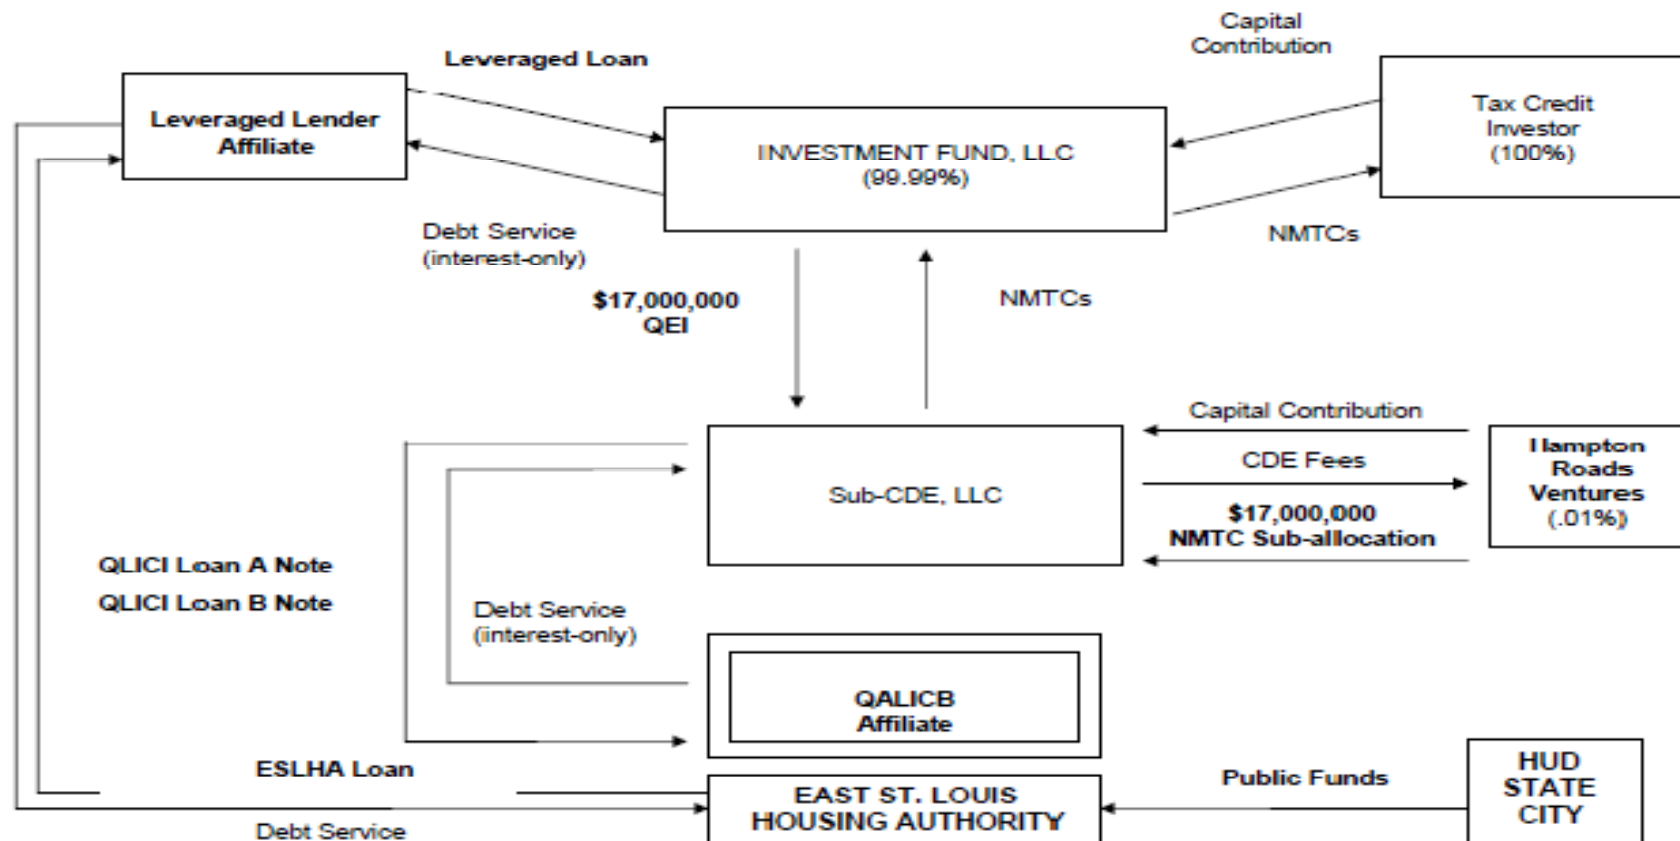 Capital
Contribution
Leveraged Loan
Leveraged Lender
Affiliate
INVESTMENT FUND, LLC
(99.99%)
Tax Credit
Investor
(100%)
Debt Service
(interest-only)
NMTCs
$17,000,000
QEI
NMTCs
Capital Contribution
CDE Fees
$17,000,000
NMTC Sub-allocation
Hampton
Roads
Ventures
(.01%)
Sub-CDE, LLC
QLICI Loan A Note
QLICI Loan B Note
Debt Service
(interest-only)
QALICB
Affiliate
ESLHA Loan
Public Funds
HUD
STATE
CITY
EAST ST. LOUIS
HOUSING AUTHORITY
Debt Service